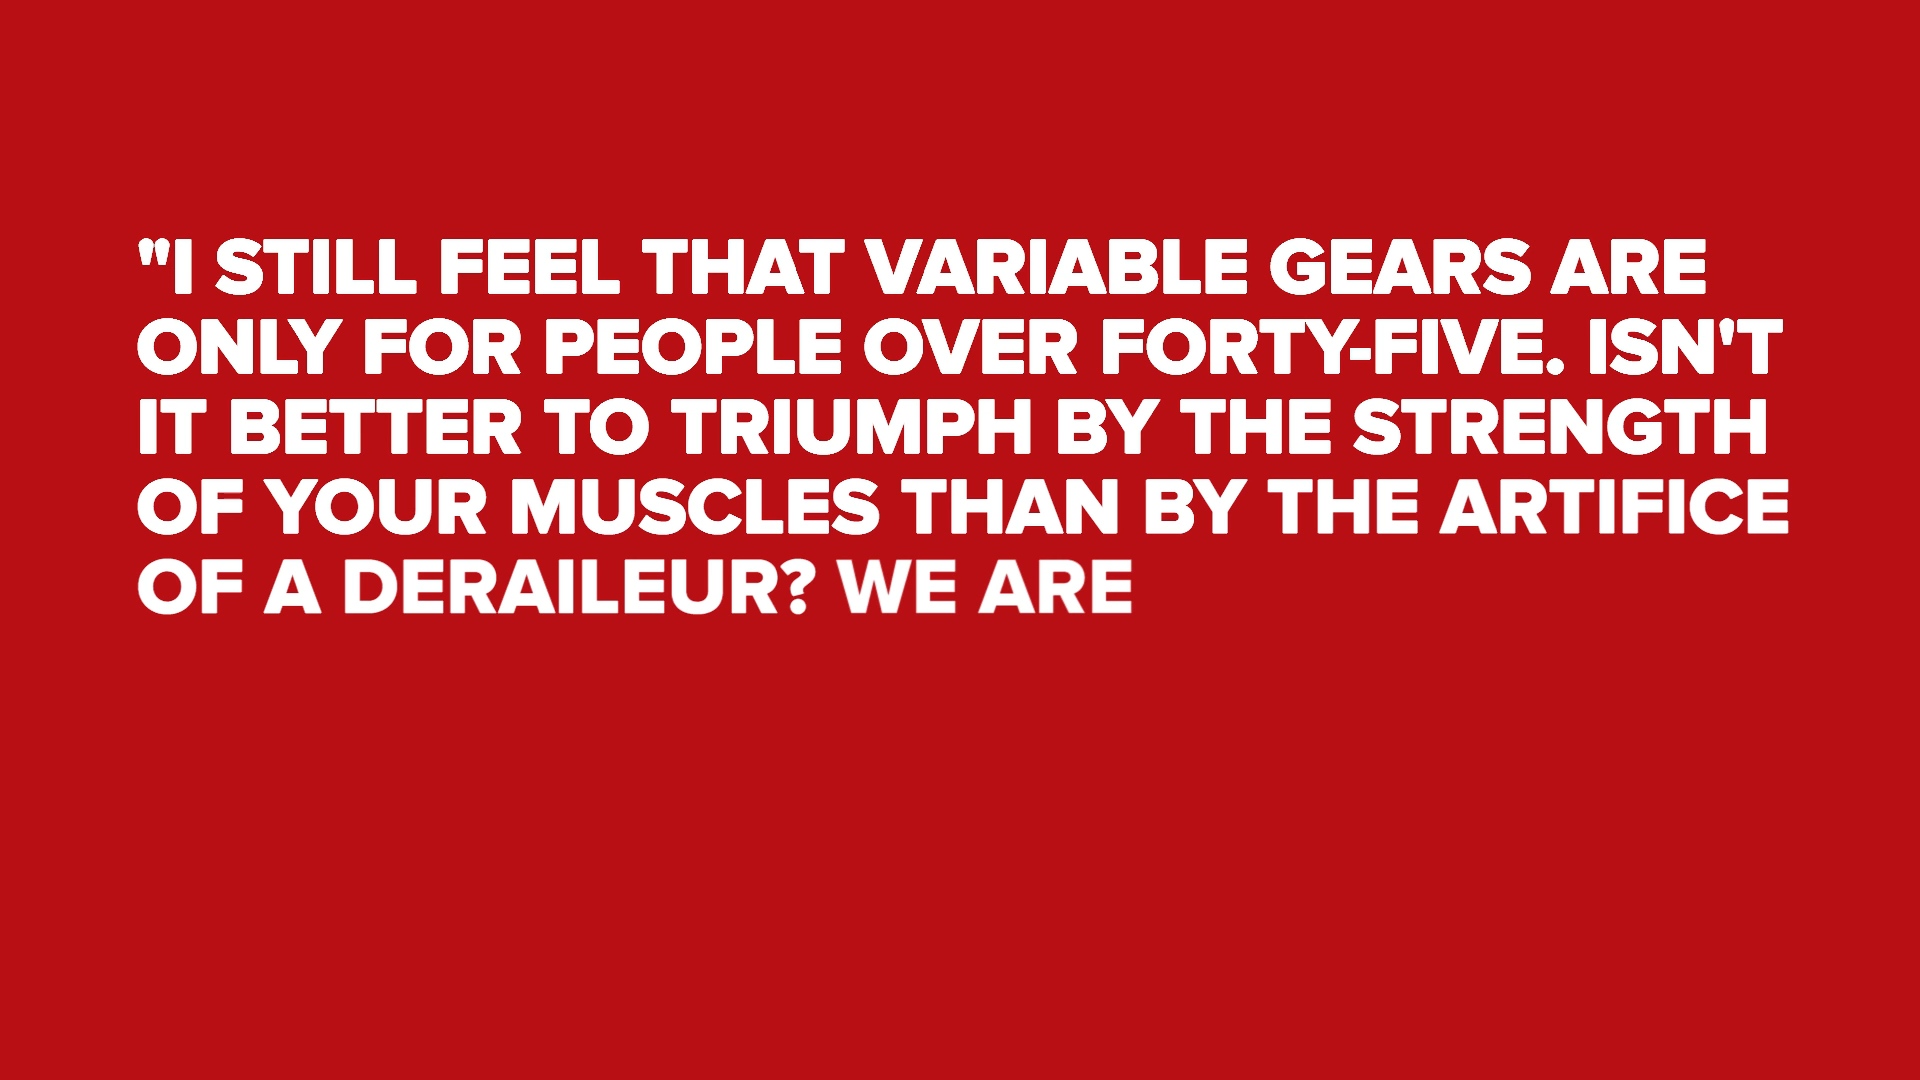 "I STILL FEEL THAT VARIABLE GEARS ARE
ONLY FOR PEOPLE OVER FORTY-FIVE. ISN'T
IT BETTER TO TRIUMPH BY THE STRENGTH
OF YOUR MUSCLES THAN BY THE ARTIFICE
OF A DERAILEUR? WE ARE